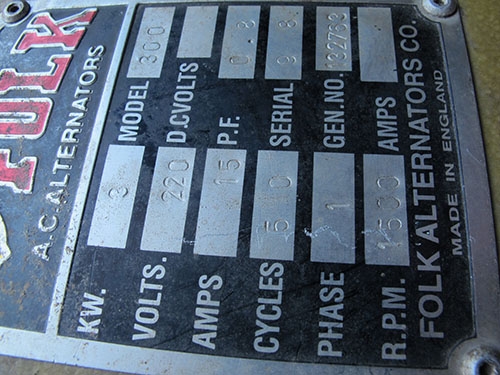 FOLK
A.C. ALTERNATORS
KW. 3 MODEL 300
VOLTS. 220 D.C VOLTS
AMPS 15 P.F. 0.8
CYCLES 50 SERIAL
PHASE 1 GEN.NO. 132763
R.P.M. 1500 AMPS
FOLK ALTERNATORS CO.
MADE IN ENGLAND